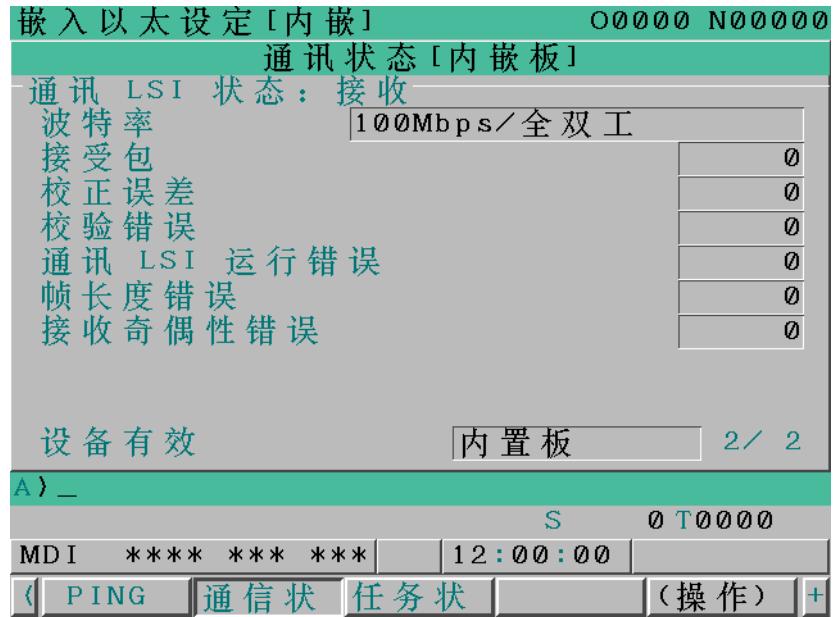 嵌入以太设定[内嵌] O0000 N00000
通讯状态[内嵌板]
通讯 LSI 状态：接收
波特率 100Mbps/全双工
接受包 0
校正误差 0
校验错误 0
通讯 LSI 运行错误 0
帧长度错误 0
接收奇偶性错误 0
设备有效 内置板 2/ 2
A)_
S 0 T0000
MDI **** *** *** 12:00:00
( PING 通信状 任务状 (操作) +